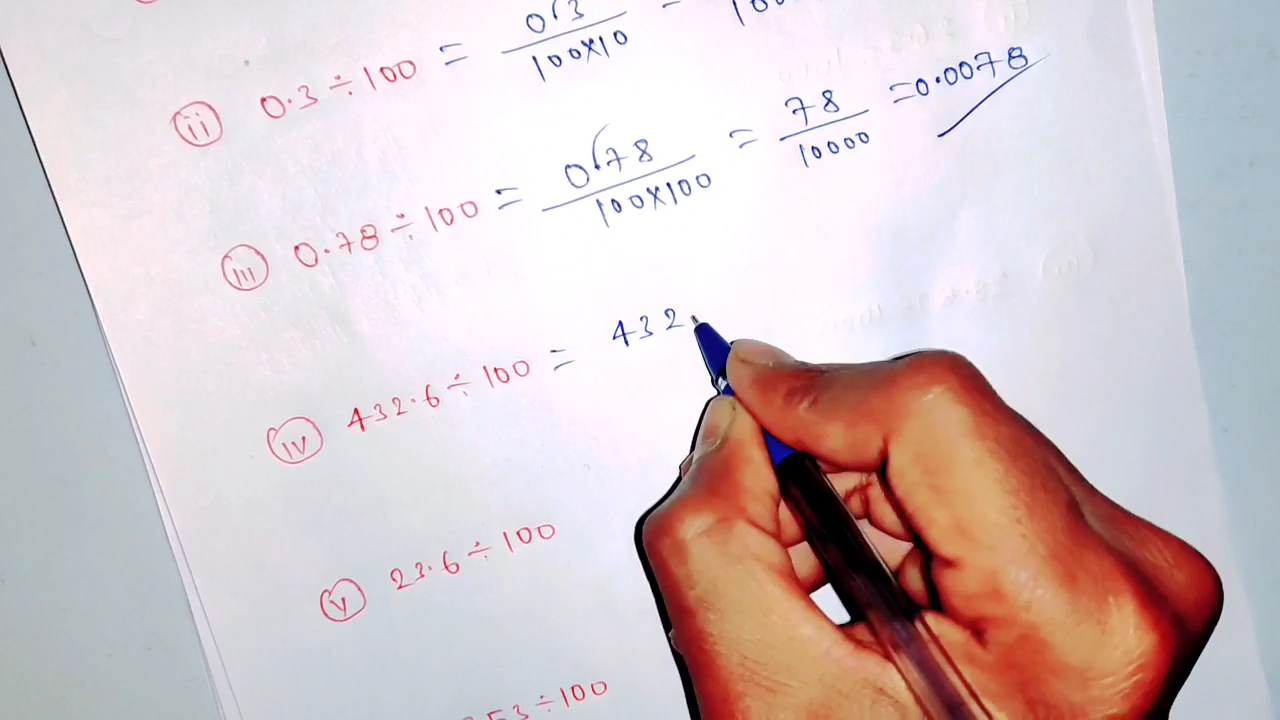 (ii) 0.3 ÷ 100 = 0.3 / 100×10 =
(iii) 0.78 ÷ 100 = 0.78 / 100×100 = 78 / 10000 = 0.0078
(iv) 432.6 ÷ 100 = 432
(v) 23.6 ÷ 100
53 ÷ 100